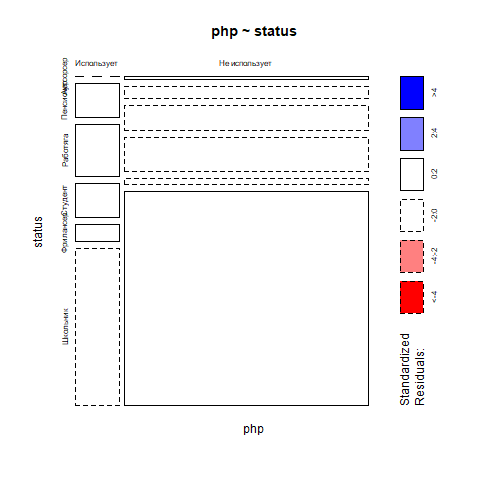 php ~ status
Использует
Не использует
Пенсионер
Работяга
Студент
Фрилансер
Школьник
status
php
>4
2:4
0:2
-2:0
-4:-2
<-4
Standardized
Residuals: